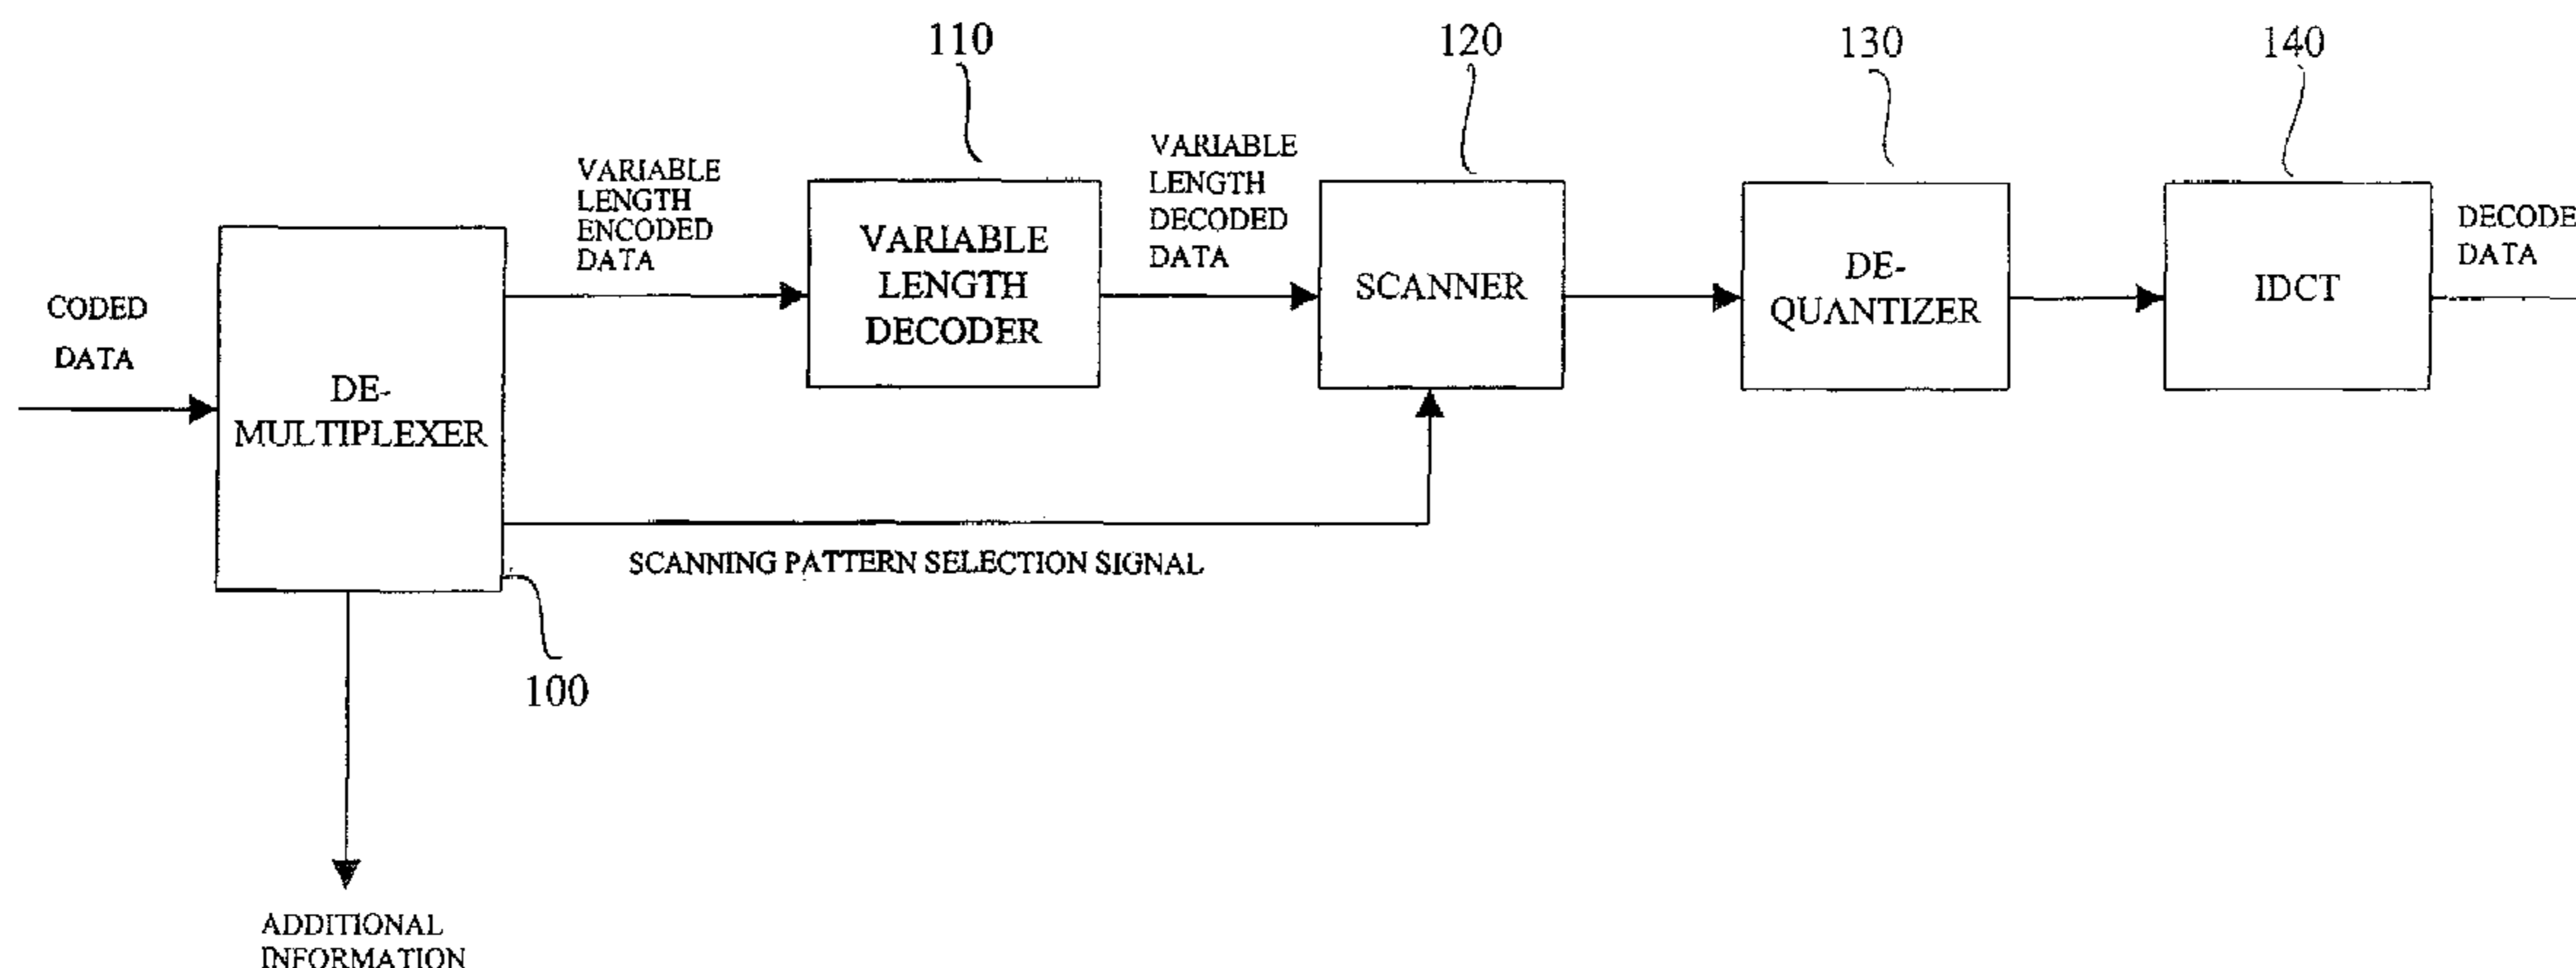 110
120
130
140
VARIABLE
LENGTH
ENCODED
DATA
VARIABLE
LENGTH
DECODED
DATA
CODED
DATA
DE-
MULTIPLEXER
VARIABLE
LENGTH
DECODER
SCANNER
DE-
QUANTIZER
IDCT
DECODE
DATA
SCANNING PATTERN SELECTION SIGNAL
100
ADDITIONAL
INFORMATION